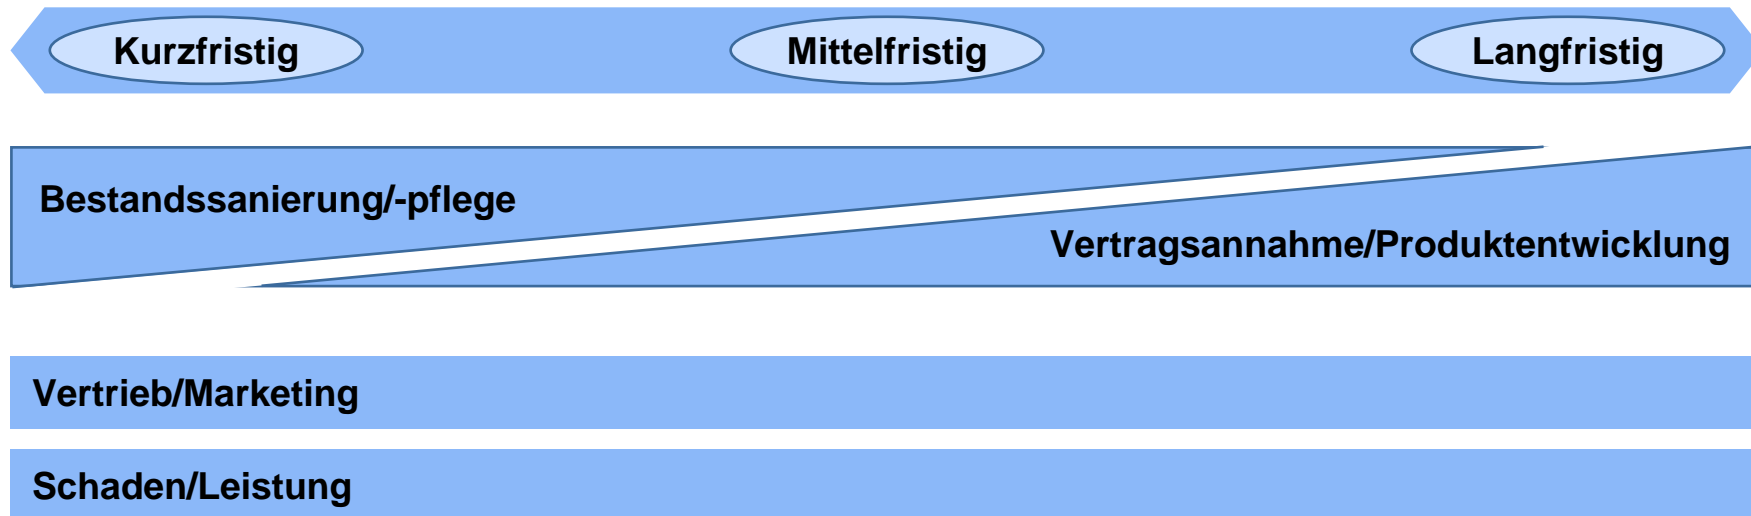 Kurzfristig Mittelfristig Langfristig
Bestandssanierung/-pflege
Vertragsannahme/Produktentwicklung
Vertrieb/Marketing
Schaden/Leistung